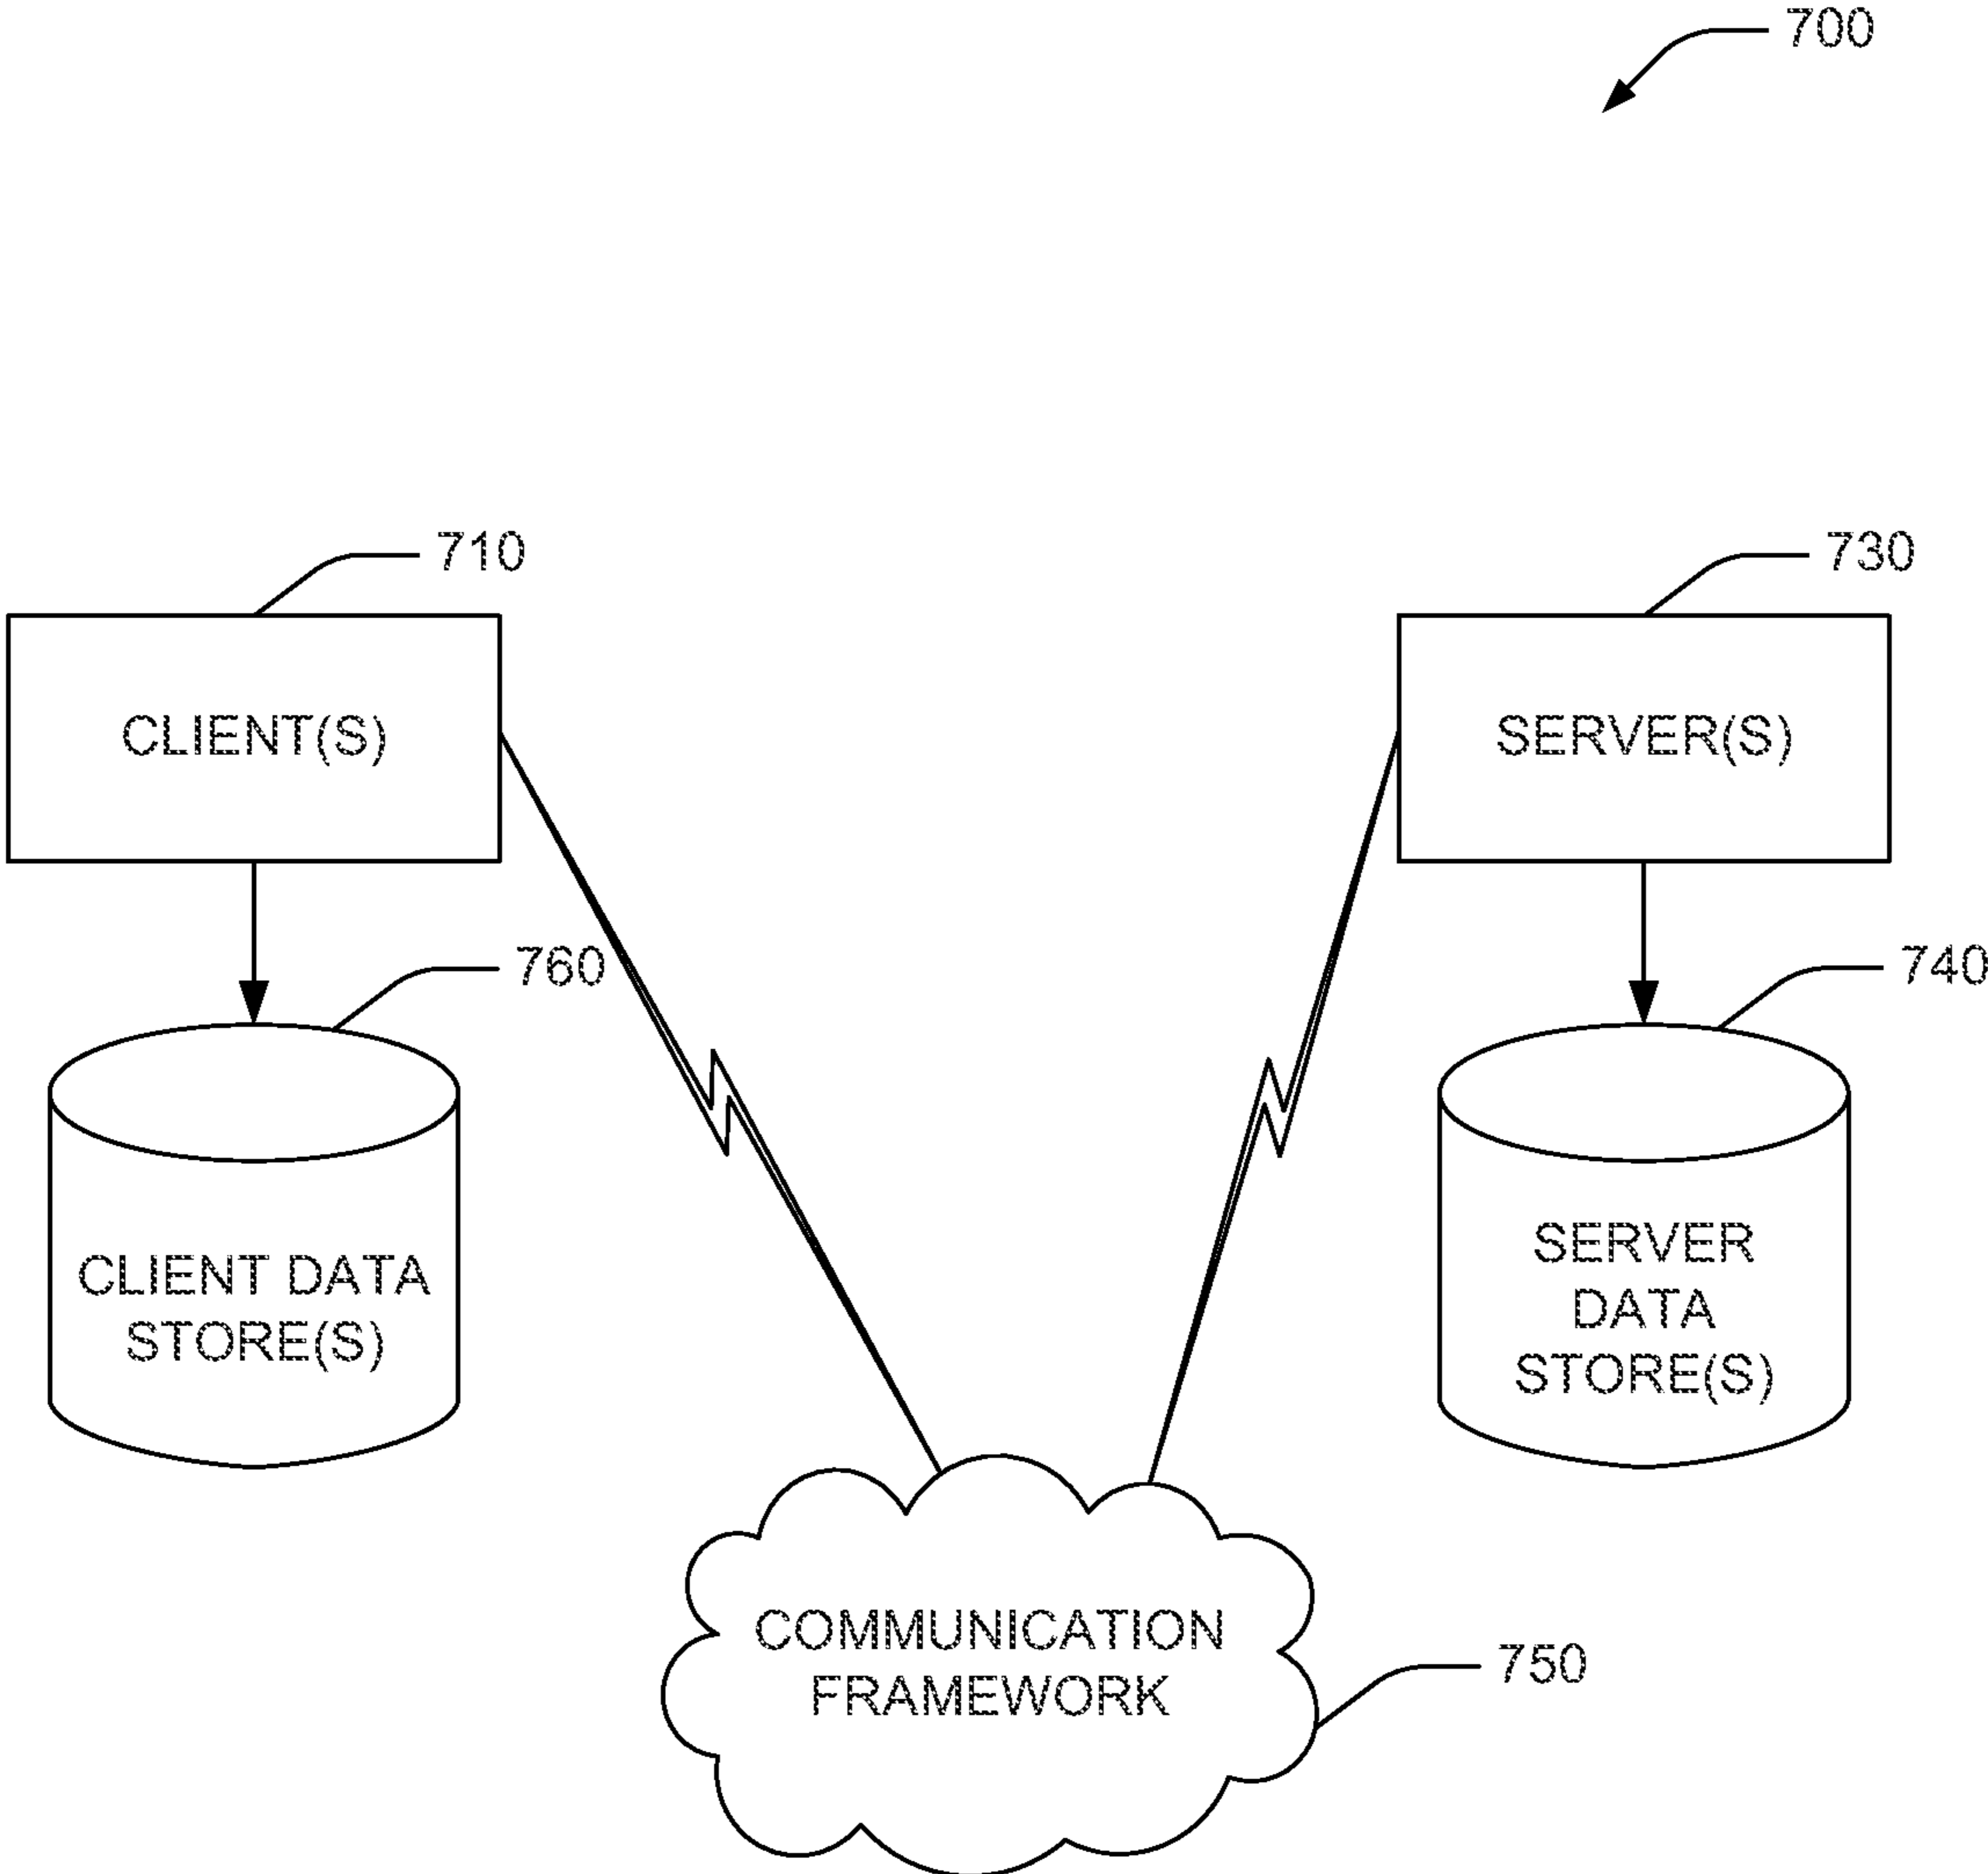 700
710
730
CLIENT(S)
SERVER(S)
760
740
CLIENT DATA
STORE(S)
SERVER
DATA
STORE(S)
COMMUNICATION
FRAMEWORK
750